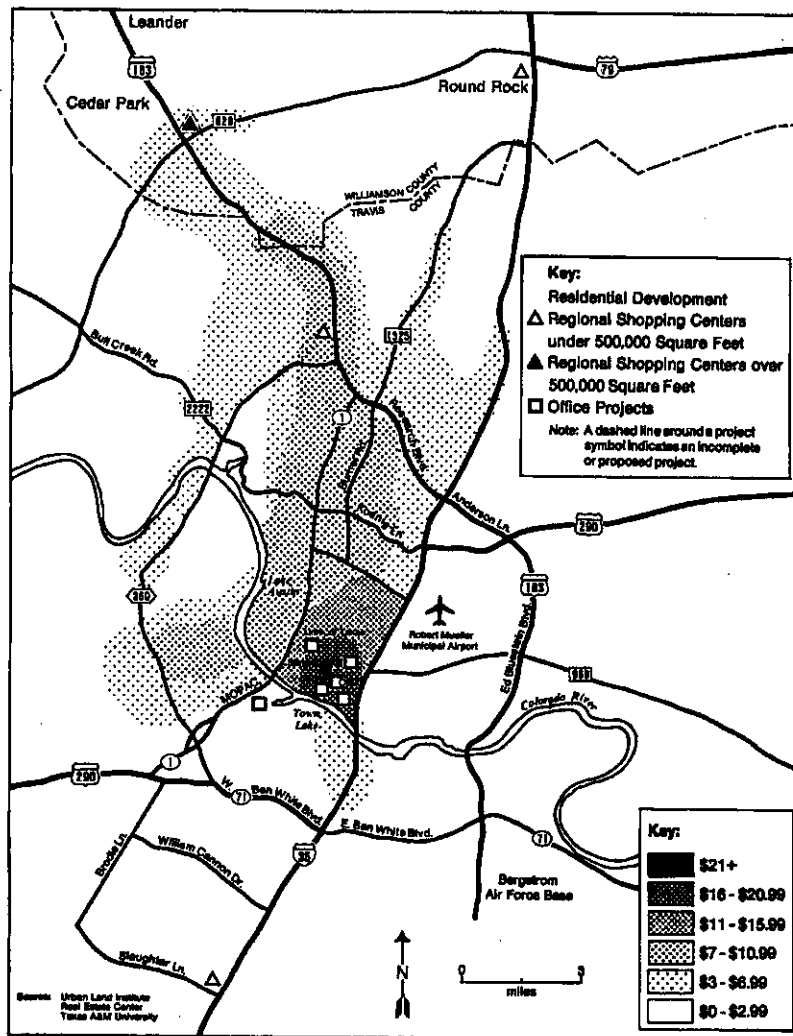 Leander
183
79
Round Rock
Cedar Park
620
WILLIAMSON COUNTY
TRAVIS COUNTY
Key:
Residential Development
△ Regional Shopping Centers
under 500,000 Square Feet
▲ Regional Shopping Centers over
500,000 Square Feet
□ Office Projects
Note: A dashed line around a project
symbol indicates an incomplete
or proposed project.
1325
Bull Creek Rd.
2222
1
Research Blvd.
Burnet Rd.
Anderson Ln.
290
Lake Austin
183
360
Robert Mueller
Municipal Airport
Ed Bluestein Blvd.
969
MOPAC
Town
Lake
Colorado River
1
290
W.
71
Ben White Blvd.
E. Ben White Blvd.
71
35
Brodie Ln.
William Cannon Dr.
Bergstrom
Air Force Base
Slaughter Ln.
N
0 3
miles
Key:
$21+
$16 - $20.99
$11 - $15.99
$7 - $10.99
$3 - $6.99
$0 - $2.99
Urban Land Institute
Real Estate Center
Texas A&M University